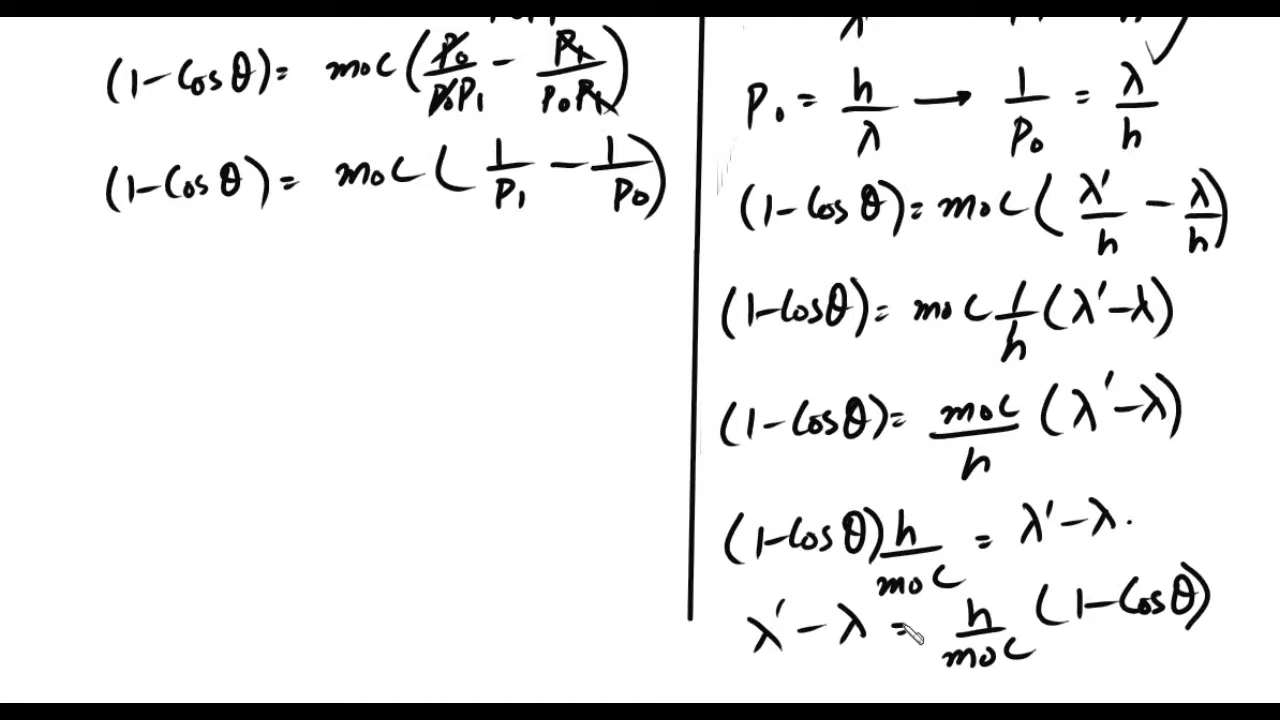 (1-Cosθ)= m₀c(P₀/P₀P₁ - P₁/P₀P₁)
(1-Cosθ)= m₀c(1/P₁ - 1/P₀)
P₀ = h/λ → 1/P₀ = λ/h
(1-Cosθ)= m₀c(λ'/h - λ/h)
(1-Cosθ)= m₀c 1/h (λ'-λ)
(1-Cosθ)= m₀c/h (λ'-λ)
(1-Cosθ) h/m₀c = λ'-λ.
λ'-λ = h/m₀c (1-Cosθ)